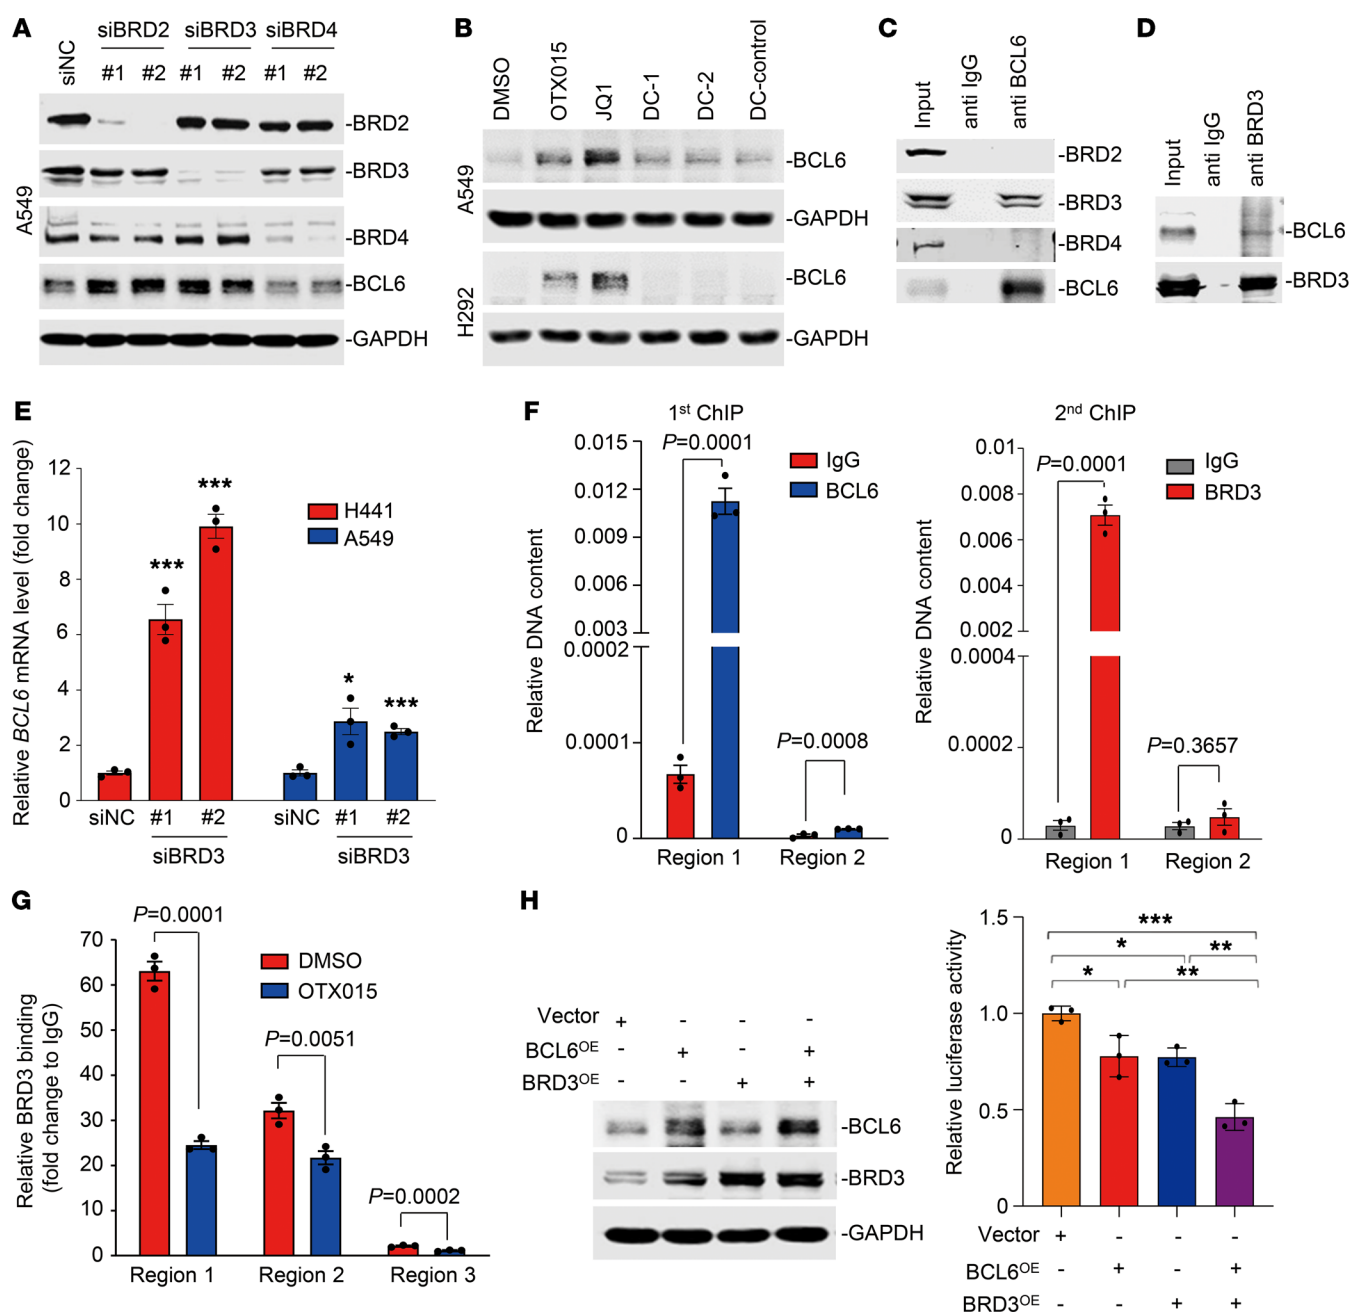 A
siBRD2 siBRD3 siBRD4
siNC #1 #2 #1 #2 #1 #2
A549
-BRD2
-BRD3
-BRD4
-BCL6
-GAPDH
B
DMSO OTX015 JQ1 DC-1 DC-2 DC-control
A549
-BCL6
-GAPDH
H292
-BCL6
-GAPDH
C
Input anti IgG anti BCL6
-BRD2
-BRD3
-BRD4
-BCL6
D
Input anti IgG anti BRD3
-BCL6
-BRD3
E
Relative BCL6 mRNA level (fold change)
12
10
8
6
4
2
0
*** ***
* ***
H441
A549
siNC #1 #2 siNC #1 #2
siBRD3 siBRD3
F
1st ChIP
Relative DNA content
0.015
0.012
0.009
0.006
0.003
0.0002
0.0001
0
P=0.0001
P=0.0008
IgG
BCL6
Region 1 Region 2
2nd ChIP
Relative DNA content
0.01
0.008
0.006
0.004
0.002
0.0004
0.0002
0
P=0.0001
P=0.3657
IgG
BRD3
Region 1 Region 2
G
Relative BRD3 binding
(fold change to IgG)
70
60
50
40
30
20
10
0
P=0.0001
P=0.0051
P=0.0002
DMSO
OTX015
Region 1 Region 2 Region 3
H
Vector + - - -
BCL6OE - + - +
BRD3OE - - + +
-BCL6
-BRD3
-GAPDH
Relative luciferase activity
1.5
1.0
0.5
0
***
* **
* **
Vector + - - -
BCL6OE - + - +
BRD3OE - - + +